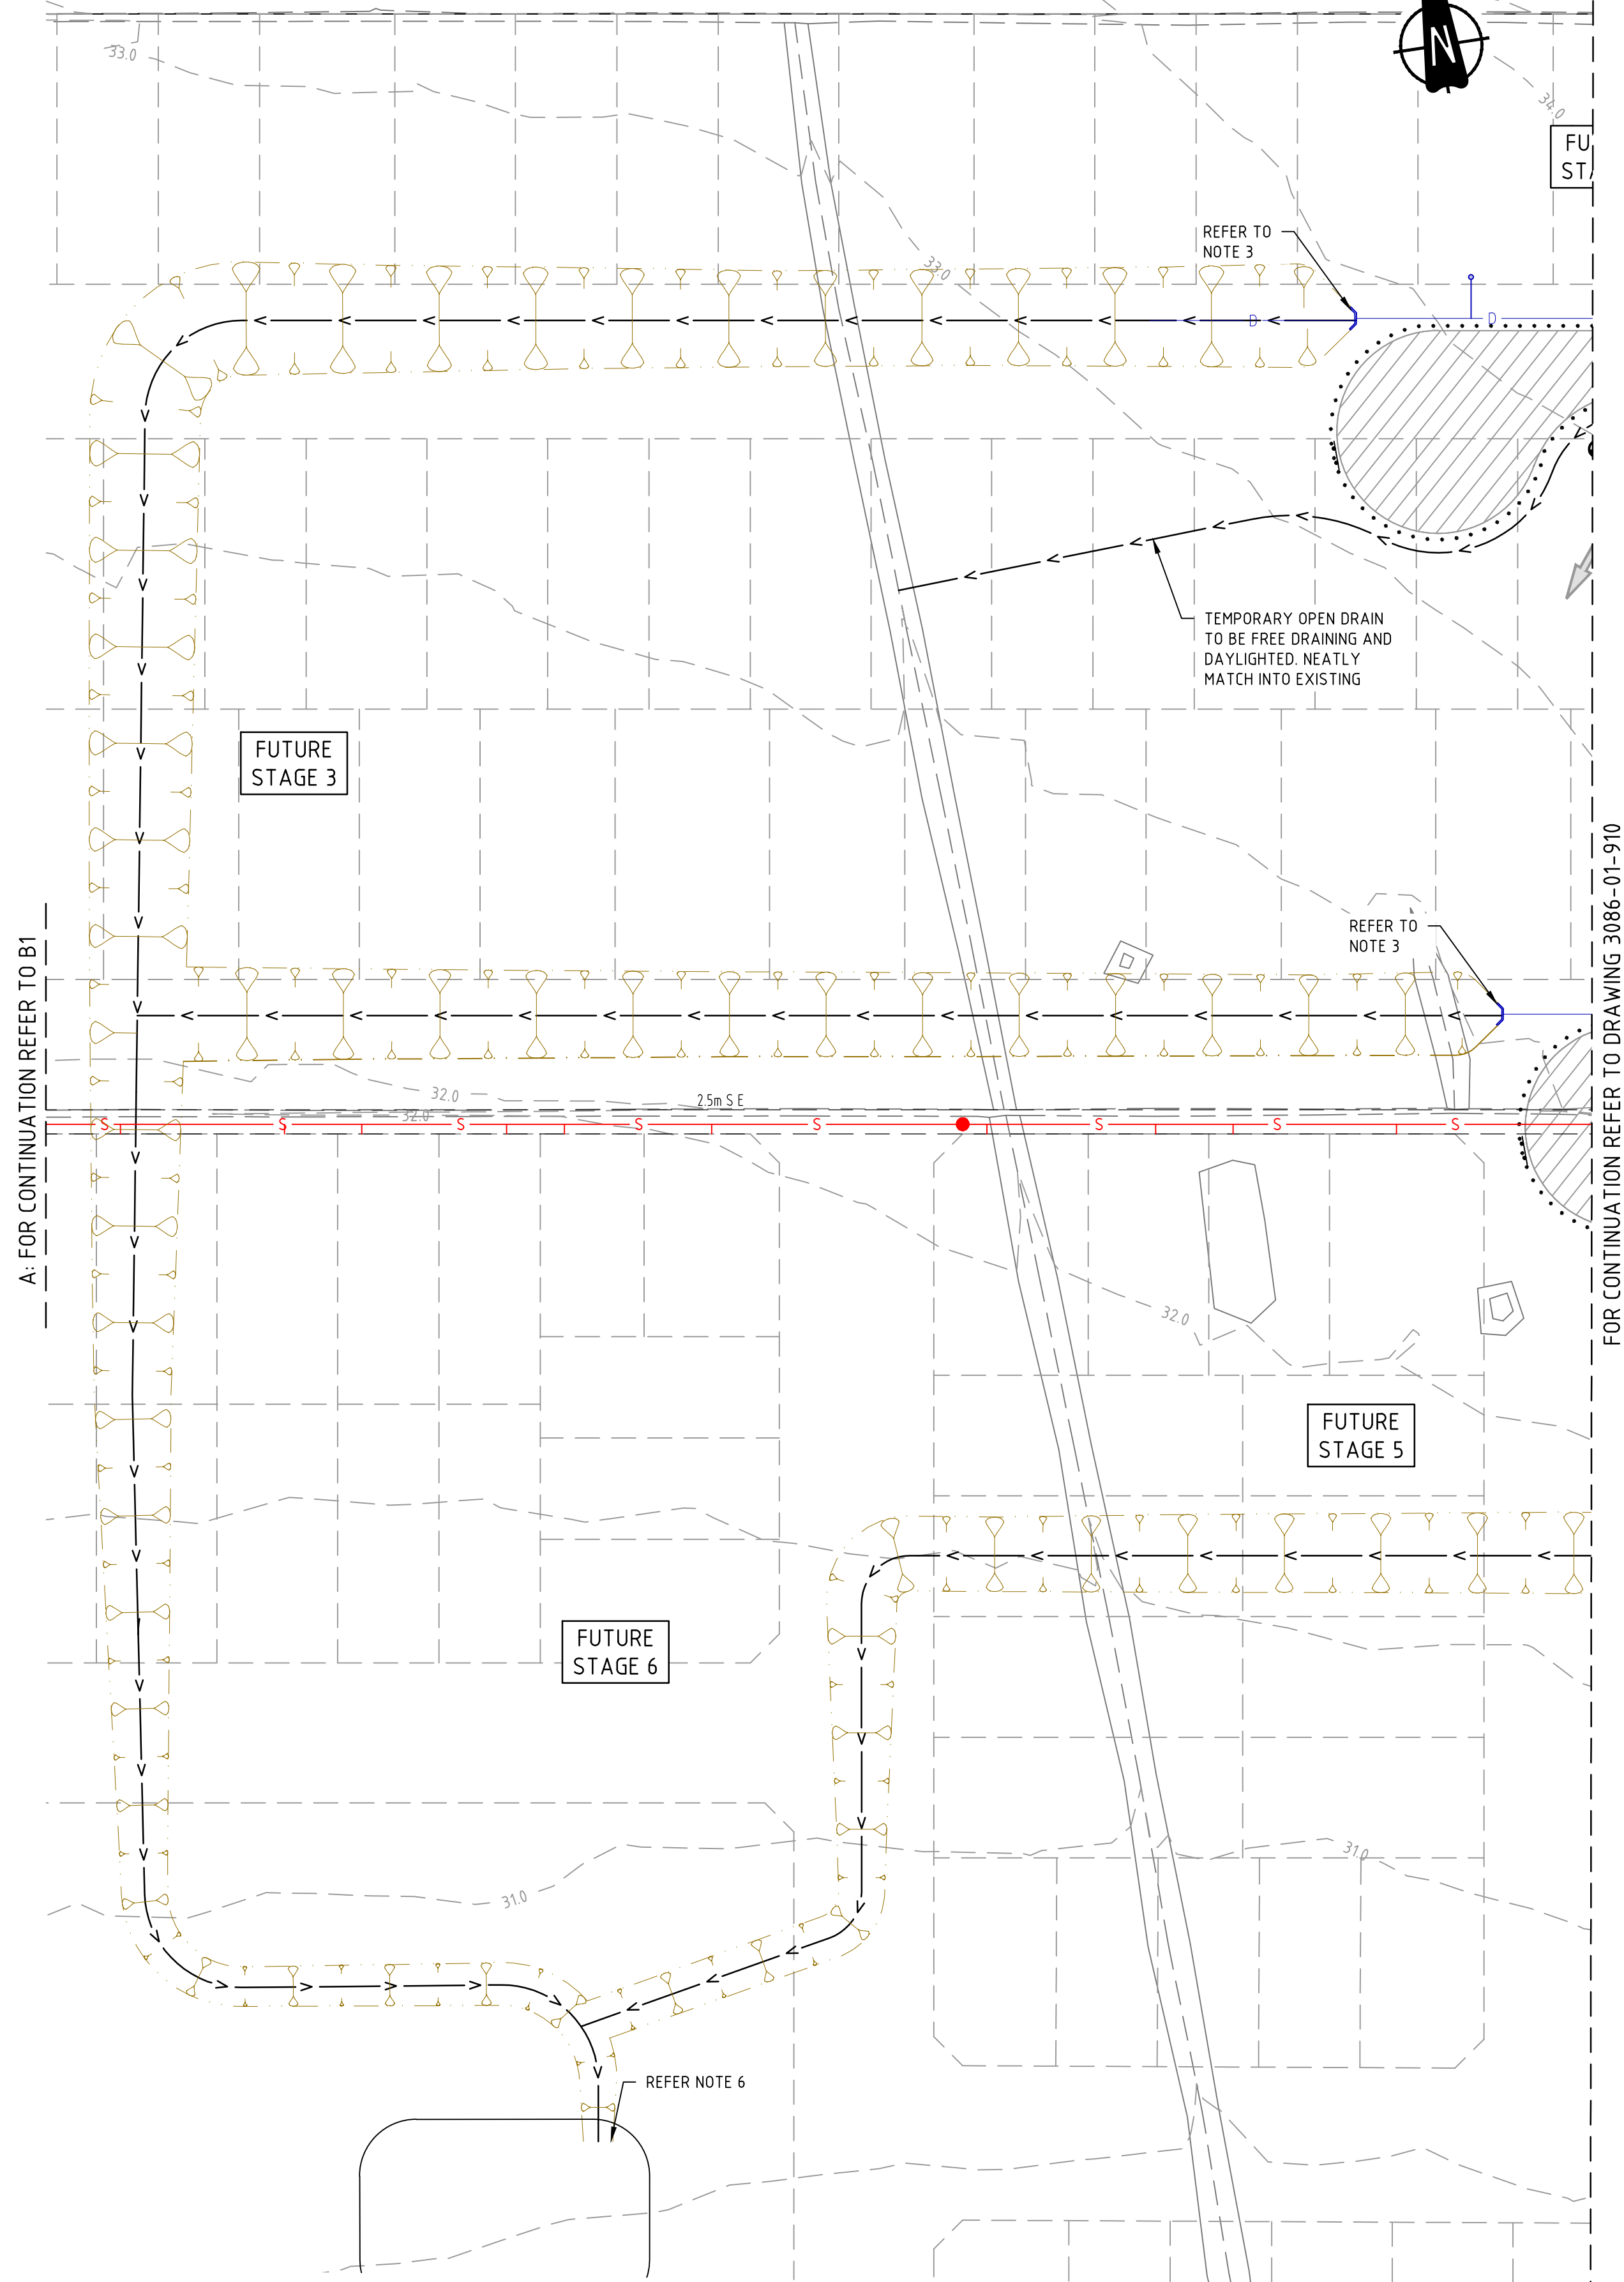 33.0
N
34.0
FU
STA
REFER TO
NOTE 3
33.0
D
D
TEMPORARY OPEN DRAIN
TO BE FREE DRAINING AND
DAYLIGHTED. NEATLY
MATCH INTO EXISTING
FUTURE
STAGE 3
FOR CONTINUATION REFER TO DRAWING 3086-01-910
REFER TO
NOTE 3
A: FOR CONTINUATION REFER TO B1
32.0
2.5m S E
32.0
S
S
S
S
S
S
S
S
32.0
FUTURE
STAGE 5
FUTURE
STAGE 6
31.0
31.0
REFER NOTE 6